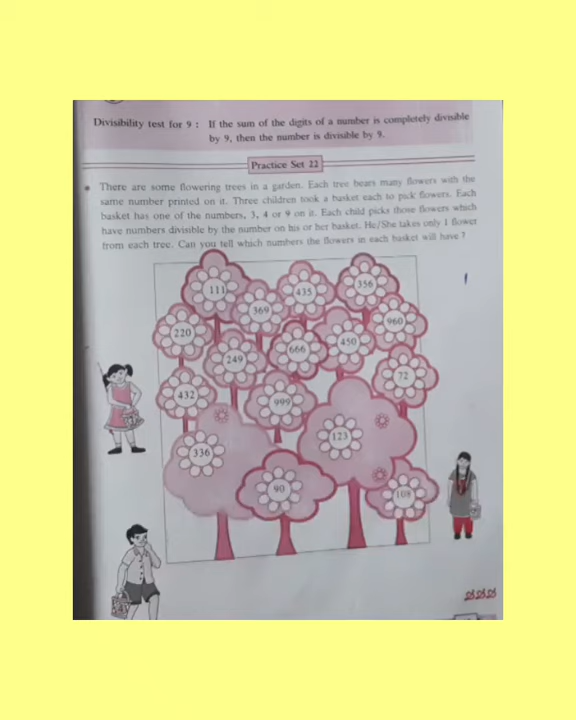 Divisibility test for 9 : If the sum of the digits of a number is completely divisible
by 9, then the number is divisible by 9.
Practice Set 22
There are some flowering trees in a garden. Each tree bears many flowers with the
same number printed on it. Three children took a basket each to pick flowers. Each
basket has one of the numbers, 3, 4 or 9 on it. Each child picks those flowers which
have numbers divisible by the number on his or her basket. He/She takes only 1 flower
from each tree. Can you tell which numbers the flowers in each basket will have ?
111
369
435
356
220
960
249
666
450
72
432
999
336
123
90
108